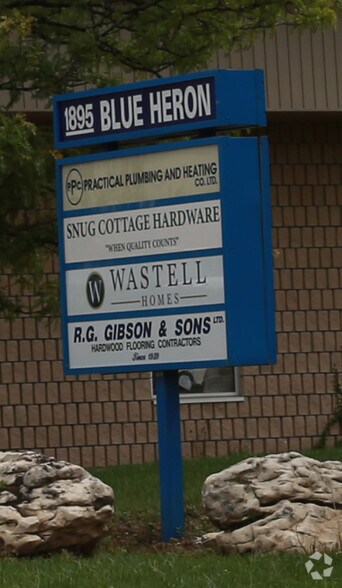 1895 BLUE HERON
PPC PRACTICAL PLUMBING AND HEATING
CO. LTD.
SNUG COTTAGE HARDWARE
"WHEN QUALITY COUNTS"
W WASTELL
HOMES
R.G. GIBSON & SONS LTD.
HARDWOOD FLOORING CONTRACTORS
Since 1929